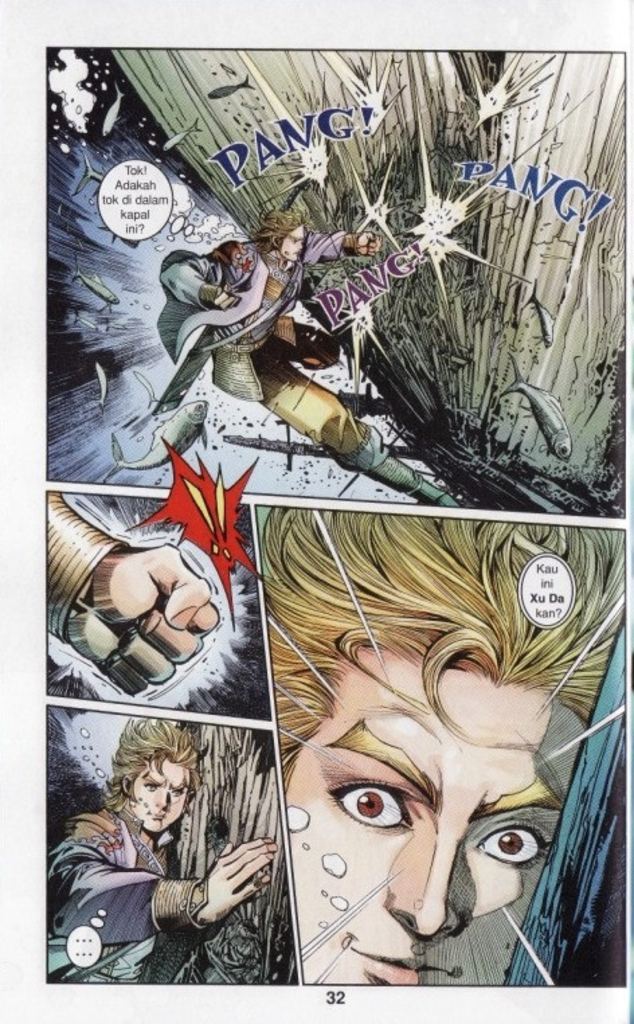 PANG!
PANG!
PANG!
Tok!
Adakah
tok di dalam
kapal
ini?
!!
Kau
ini
Xu Da
kan?
...
...
32